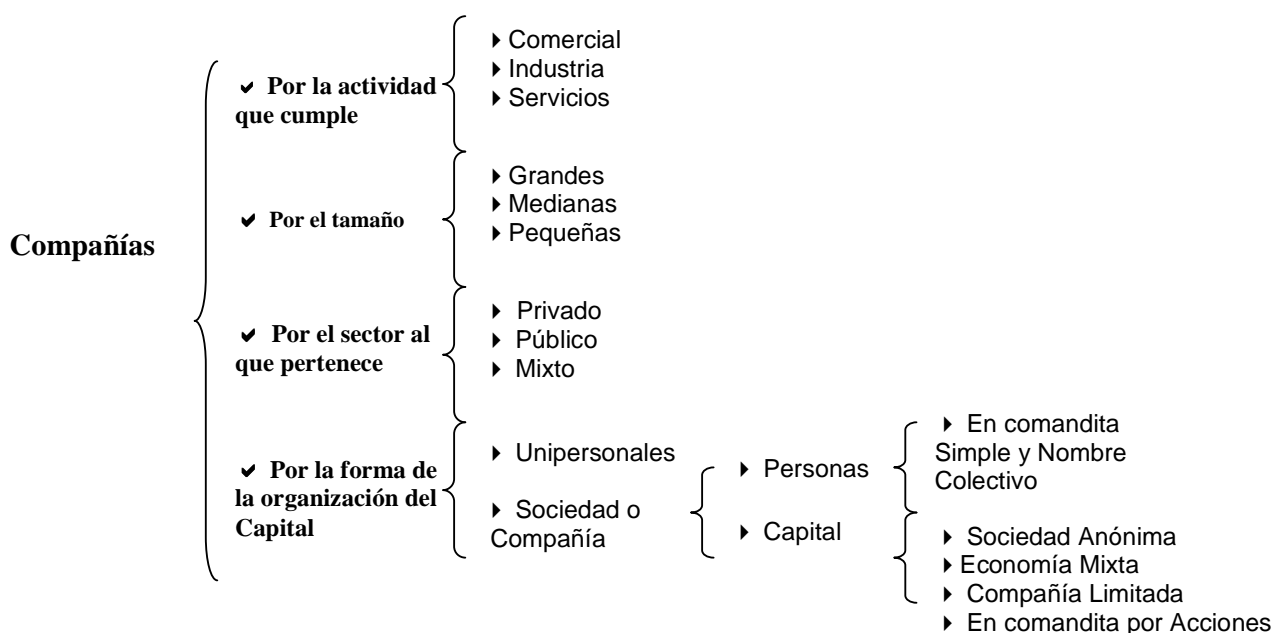 Compañías
✔ Por la actividad
que cumple
Comercial
Industria
Servicios
✔ Por el tamaño
Grandes
Medianas
Pequeñas
✔ Por el sector al
que pertenece
Privado
Público
Mixto
✔ Por la forma de
la organización del
Capital
Unipersonales
Sociedad o
Compañía
Personas
En comandita
Simple y Nombre
Colectivo
Capital
Sociedad Anónima
Economía Mixta
Compañía Limitada
En comandita por Acciones